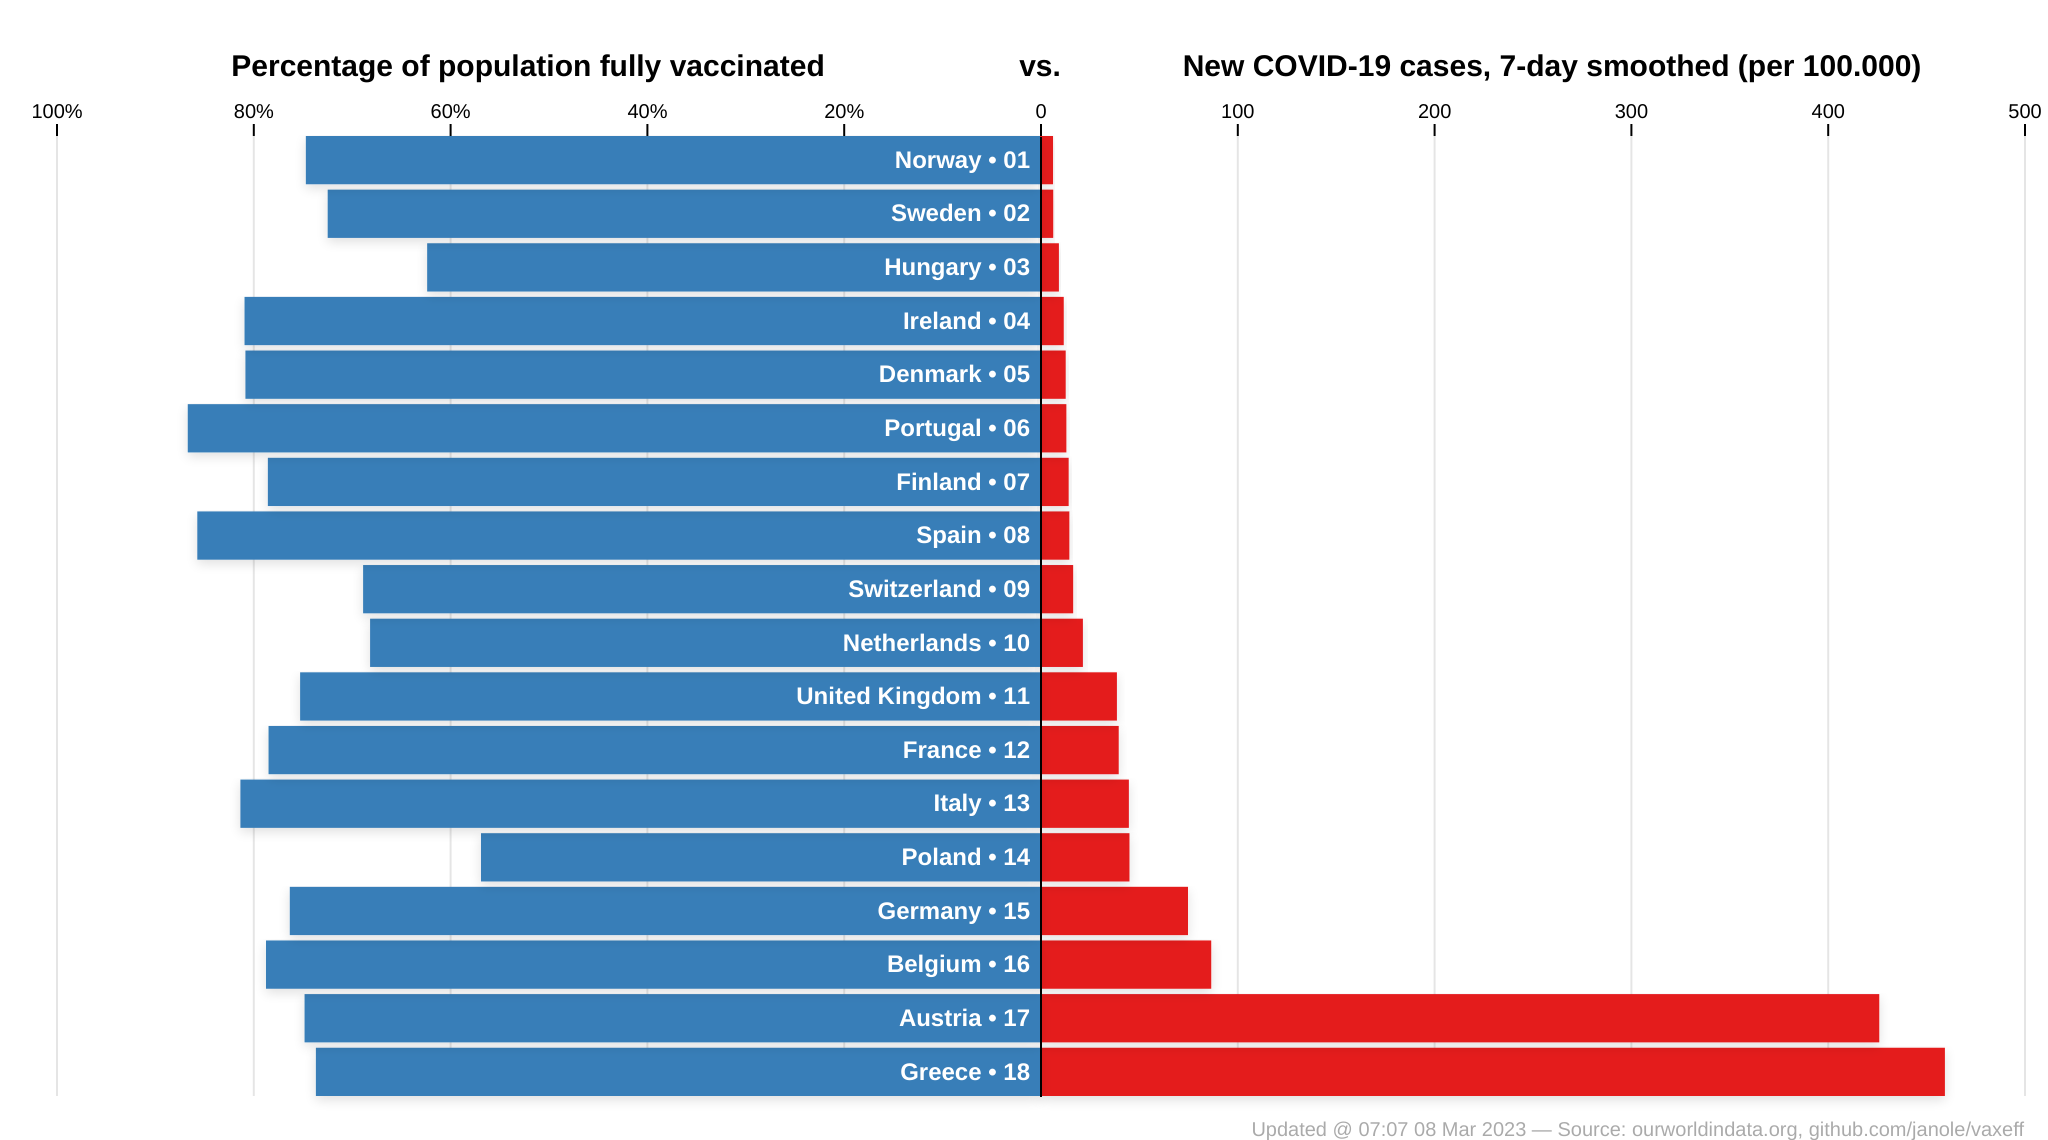 Percentage of population fully vaccinated vs. New COVID-19 cases, 7-day smoothed (per 100.000)
100% 80% 60% 40% 20% 0 100 200 300 400 500
Norway • 01
Sweden • 02
Hungary • 03
Ireland • 04
Denmark • 05
Portugal • 06
Finland • 07
Spain • 08
Switzerland • 09
Netherlands • 10
United Kingdom • 11
France • 12
Italy • 13
Poland • 14
Germany • 15
Belgium • 16
Austria • 17
Greece • 18
Updated @ 07:07 08 Mar 2023 — Source: ourworldindata.org, github.com/janole/vaxeff